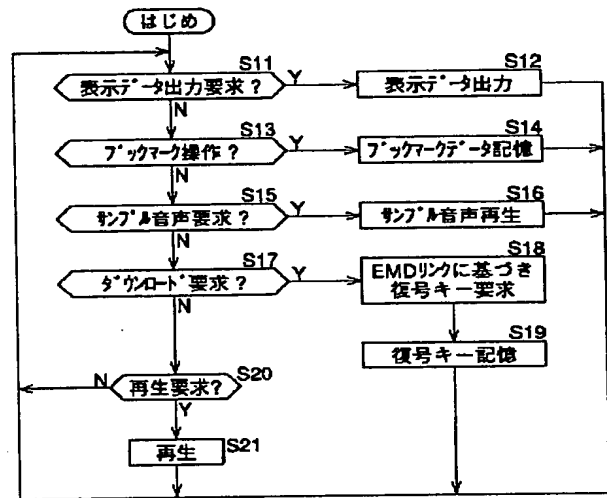 はじめ
S11
表示データ出力要求?
Y
S12
表示データ出力
N
S13
ブックマーク操作?
Y
S14
ブックマークデータ記憶
N
S15
サンプル音声要求?
Y
S16
サンプル音声再生
N
S17
ダウンロード要求?
Y
S18
EMDリンクに基づき
復号キー要求
N
S19
復号キー記憶
N
S20
再生要求?
Y
S21
再生